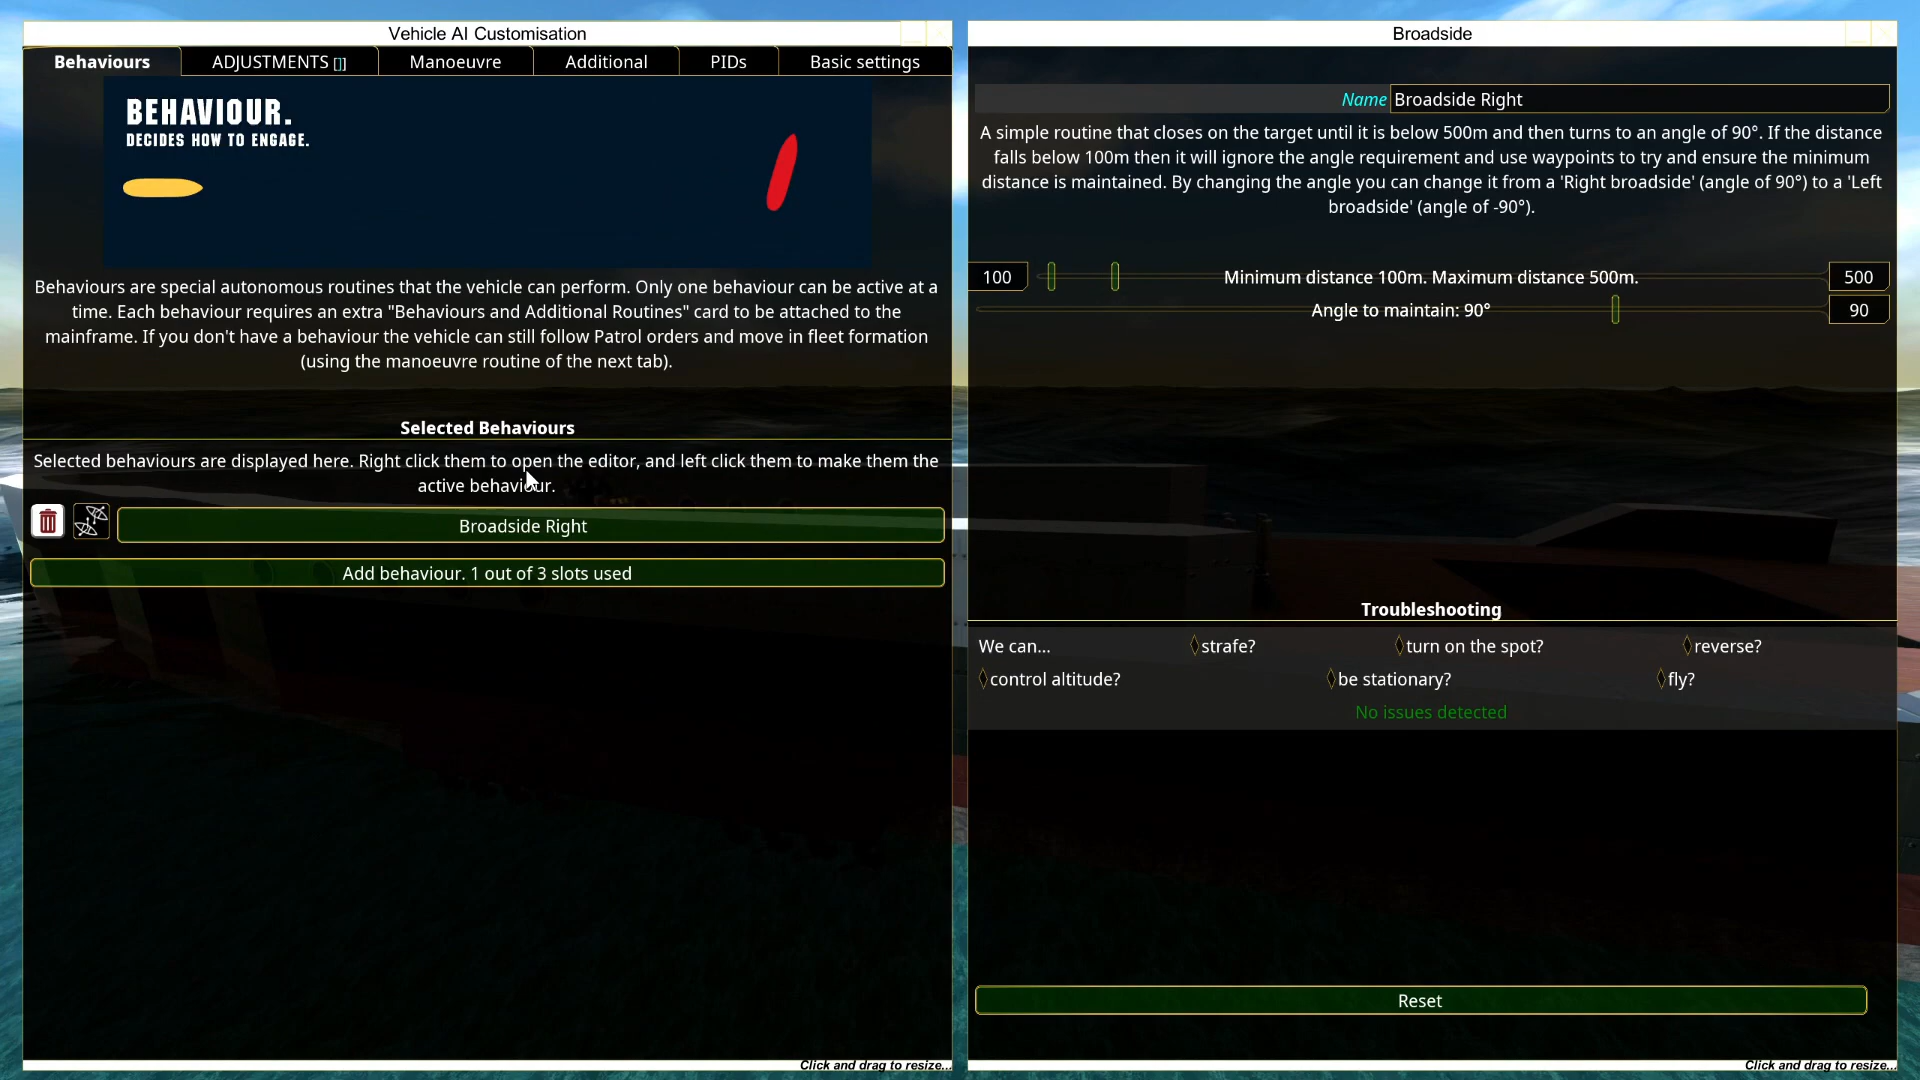 Vehicle AI Customisation
Behaviours
ADJUSTMENTS []
Manoeuvre
Additional
PIDs
Basic settings
BEHAVIOUR.
DECIDES HOW TO ENGAGE.
Behaviours are special autonomous routines that the vehicle can perform. Only one behaviour can be active at a
time. Each behaviour requires an extra "Behaviours and Additional Routines" card to be attached to the
mainframe. If you don't have a behaviour the vehicle can still follow Patrol orders and move in fleet formation
(using the manoeuvre routine of the next tab).
Selected Behaviours
Selected behaviours are displayed here. Right click them to open the editor, and left click them to make them the
active behaviour.
Broadside Right
Add behaviour. 1 out of 3 slots used
Click and drag to resize...
Broadside
Name Broadside Right
A simple routine that closes on the target until it is below 500m and then turns to an angle of 90°. If the distance
falls below 100m then it will ignore the angle requirement and use waypoints to try and ensure the minimum
distance is maintained. By changing the angle you can change it from a 'Right broadside' (angle of 90°) to a 'Left
broadside' (angle of -90°).
100 Minimum distance 100m. Maximum distance 500m. 500
Angle to maintain: 90° 90
Troubleshooting
We can... strafe? turn on the spot? reverse?
control altitude? be stationary? fly?
No issues detected
Reset
Click and drag to resize...